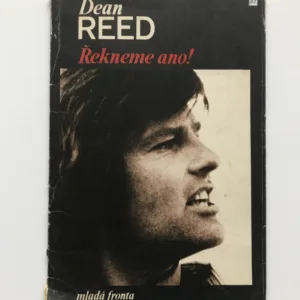 Dean
REED
Řekneme ano!
mladá fronta